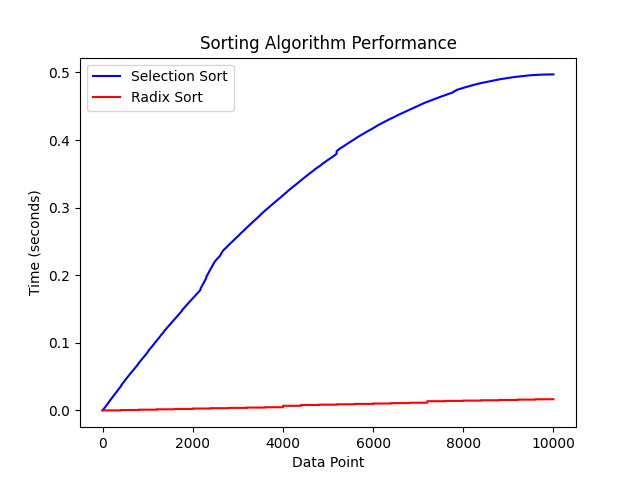 Sorting Algorithm Performance
Selection Sort
Radix Sort
Time (seconds)
0.5
0.4
0.3
0.2
0.1
0.0
0 2000 4000 6000 8000 10000
Data Point